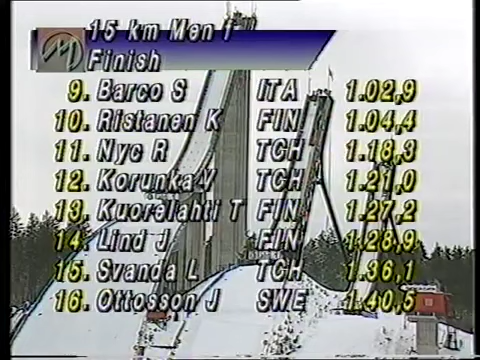 15 km Men f
Finish
9. Barco S ITA 1.02,9
10. Ristanen K FIN 1.04,4
11. Nyc R TCH 1.18,3
12. Korunka V TCH 1.21,0
13. Kuorelahti T FIN 1.27,2
14. Lind J FIN 1.28,9
15. Svanda L TCH 1.36,1
16. Ottosson J SWE 1.40,5